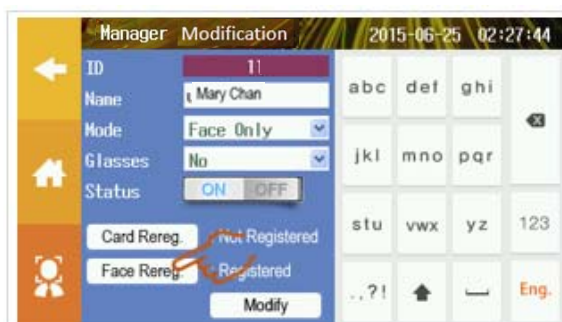 Manager Modification 2015-06-25 02:27:44
ID 11
Name Mary Chan
Mode Face Only
Glasses No
Status ON OFF
Card Rereg. Not Registered
Face Rereg. Registered
Modify
abc def ghi
jkl mno pqr
stu vwx yz 123
.,?! Eng.